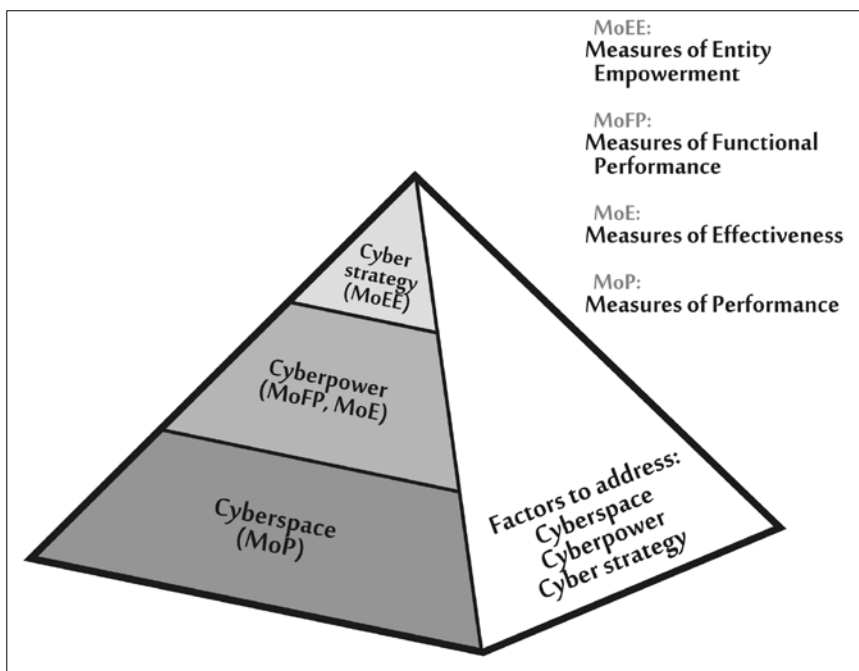 MoEE:
Measures of Entity
Empowerment
MoFP:
Measures of Functional
Performance
MoE:
Measures of Effectiveness
MoP:
Measures of Performance
Cyber
strategy
(MoEE)
Cyberpower
(MoFP, MoE)
Cyberspace
(MoP)
Factors to address:
Cyberspace
Cyberpower
Cyber strategy